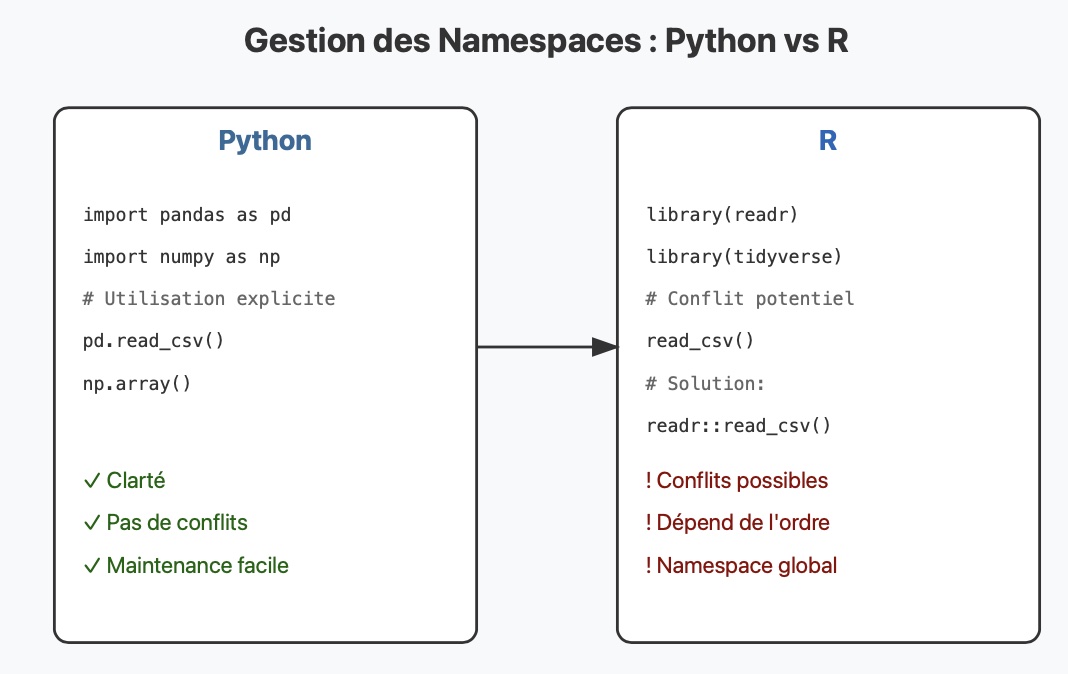 Gestion des Namespaces : Python vs R
Python
import pandas as pd
import numpy as np
# Utilisation explicite
pd.read_csv()
np.array()
✓ Clarté
✓ Pas de conflits
✓ Maintenance facile
R
library(readr)
library(tidyverse)
# Conflit potentiel
read_csv()
# Solution:
readr::read_csv()
! Conflits possibles
! Dépend de l'ordre
! Namespace global